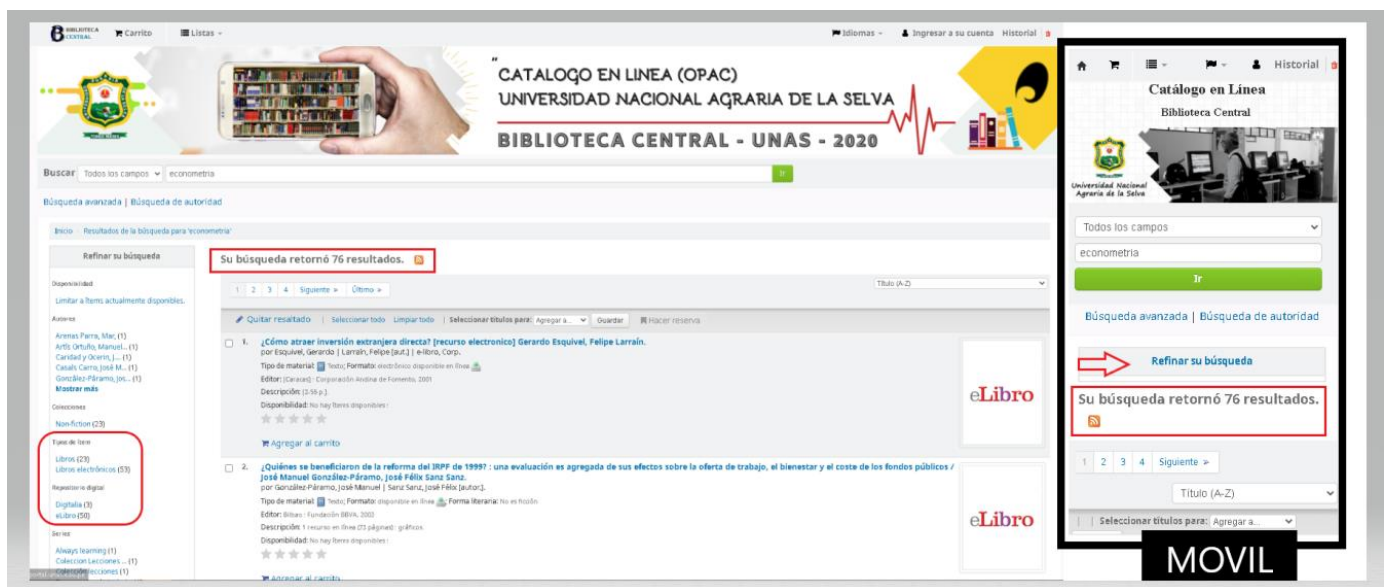 BIBLIOTECA CENTRAL Carrito Listas Idiomas Ingresar a su cuenta Historial
"CATALOGO EN LINEA (OPAC)
UNIVERSIDAD NACIONAL AGRARIA DE LA SELVA
BIBLIOTECA CENTRAL - UNAS - 2020
Buscar Todos los campos econometria Ir
Búsqueda avanzada | Búsqueda de autoridad
Inicio Resultados de la búsqueda para 'econometria'
Refinar su búsqueda
Disponibilidad
Limitar a ítems actualmente disponibles.
Autores
Arenas Parra, Mar, (1)
Artís Ortuño, Manuel... (1)
Caridad y Ocerin, J... (1)
Casals Carro, José M... (1)
González-Páramo, Jos... (1)
Mostrar más
Colecciones
Non-fiction (23)
Tipos de ítem
Libros (23)
Libros electrónicos (53)
Repositorio digital
Digitalia (3)
eLibro (50)
Series
Always learning (1)
Coleccion Lecciones ... (1)
Colección lecciones (1)
Su búsqueda retornó 76 resultados.
1 2 3 4 Siguiente » Último »
Título (A-Z)
Quitar resaltado | Seleccionar todo Limpiar todo | Seleccionar títulos para: Agregar a... Guardar Hacer reserva
1. ¿Cómo atraer inversión extranjera directa? [recurso electronico] Gerardo Esquivel, Felipe Larraín.
por Esquivel, Gerardo | Larraín, Felipe [aut.] | e-libro, Corp.
Tipo de material: Texto; Formato: electrónico disponible en línea
Editor: [Caracas] : Corporación Andina de Fomento, 2001
Descripción: [2-56 p.].
Disponibilidad: No hay ítems disponibles :
Agregar al carrito
eLibro
2. ¿Quiénes se beneficiaron de la reforma del IRPF de 1999? : una evaluación es agregada de sus efectos sobre la oferta de trabajo, el bienestar y el coste de los fondos públicos /
José Manuel González-Páramo, José Félix Sanz Sanz.
por González-Páramo, José Manuel | Sanz Sanz, José Félix [autor.].
Tipo de material: Texto; Formato: disponible en línea Forma literaria: No es ficción
Editor: Bilbao : Fundación BBVA, 2003
Descripción: 1 recurso en línea (73 páginas) : gráficos.
Disponibilidad: No hay ítems disponibles :
Agregar al carrito
eLibro
Historial
Catálogo en Línea
Biblioteca Central
Universidad Nacional
Agraria de la Selva
Todos los campos
econometria
Ir
Búsqueda avanzada | Búsqueda de autoridad
Refinar su búsqueda
Su búsqueda retornó 76 resultados.
1 2 3 4 Siguiente »
Título (A-Z)
| | Seleccionar títulos para: Agregar a...
MOVIL